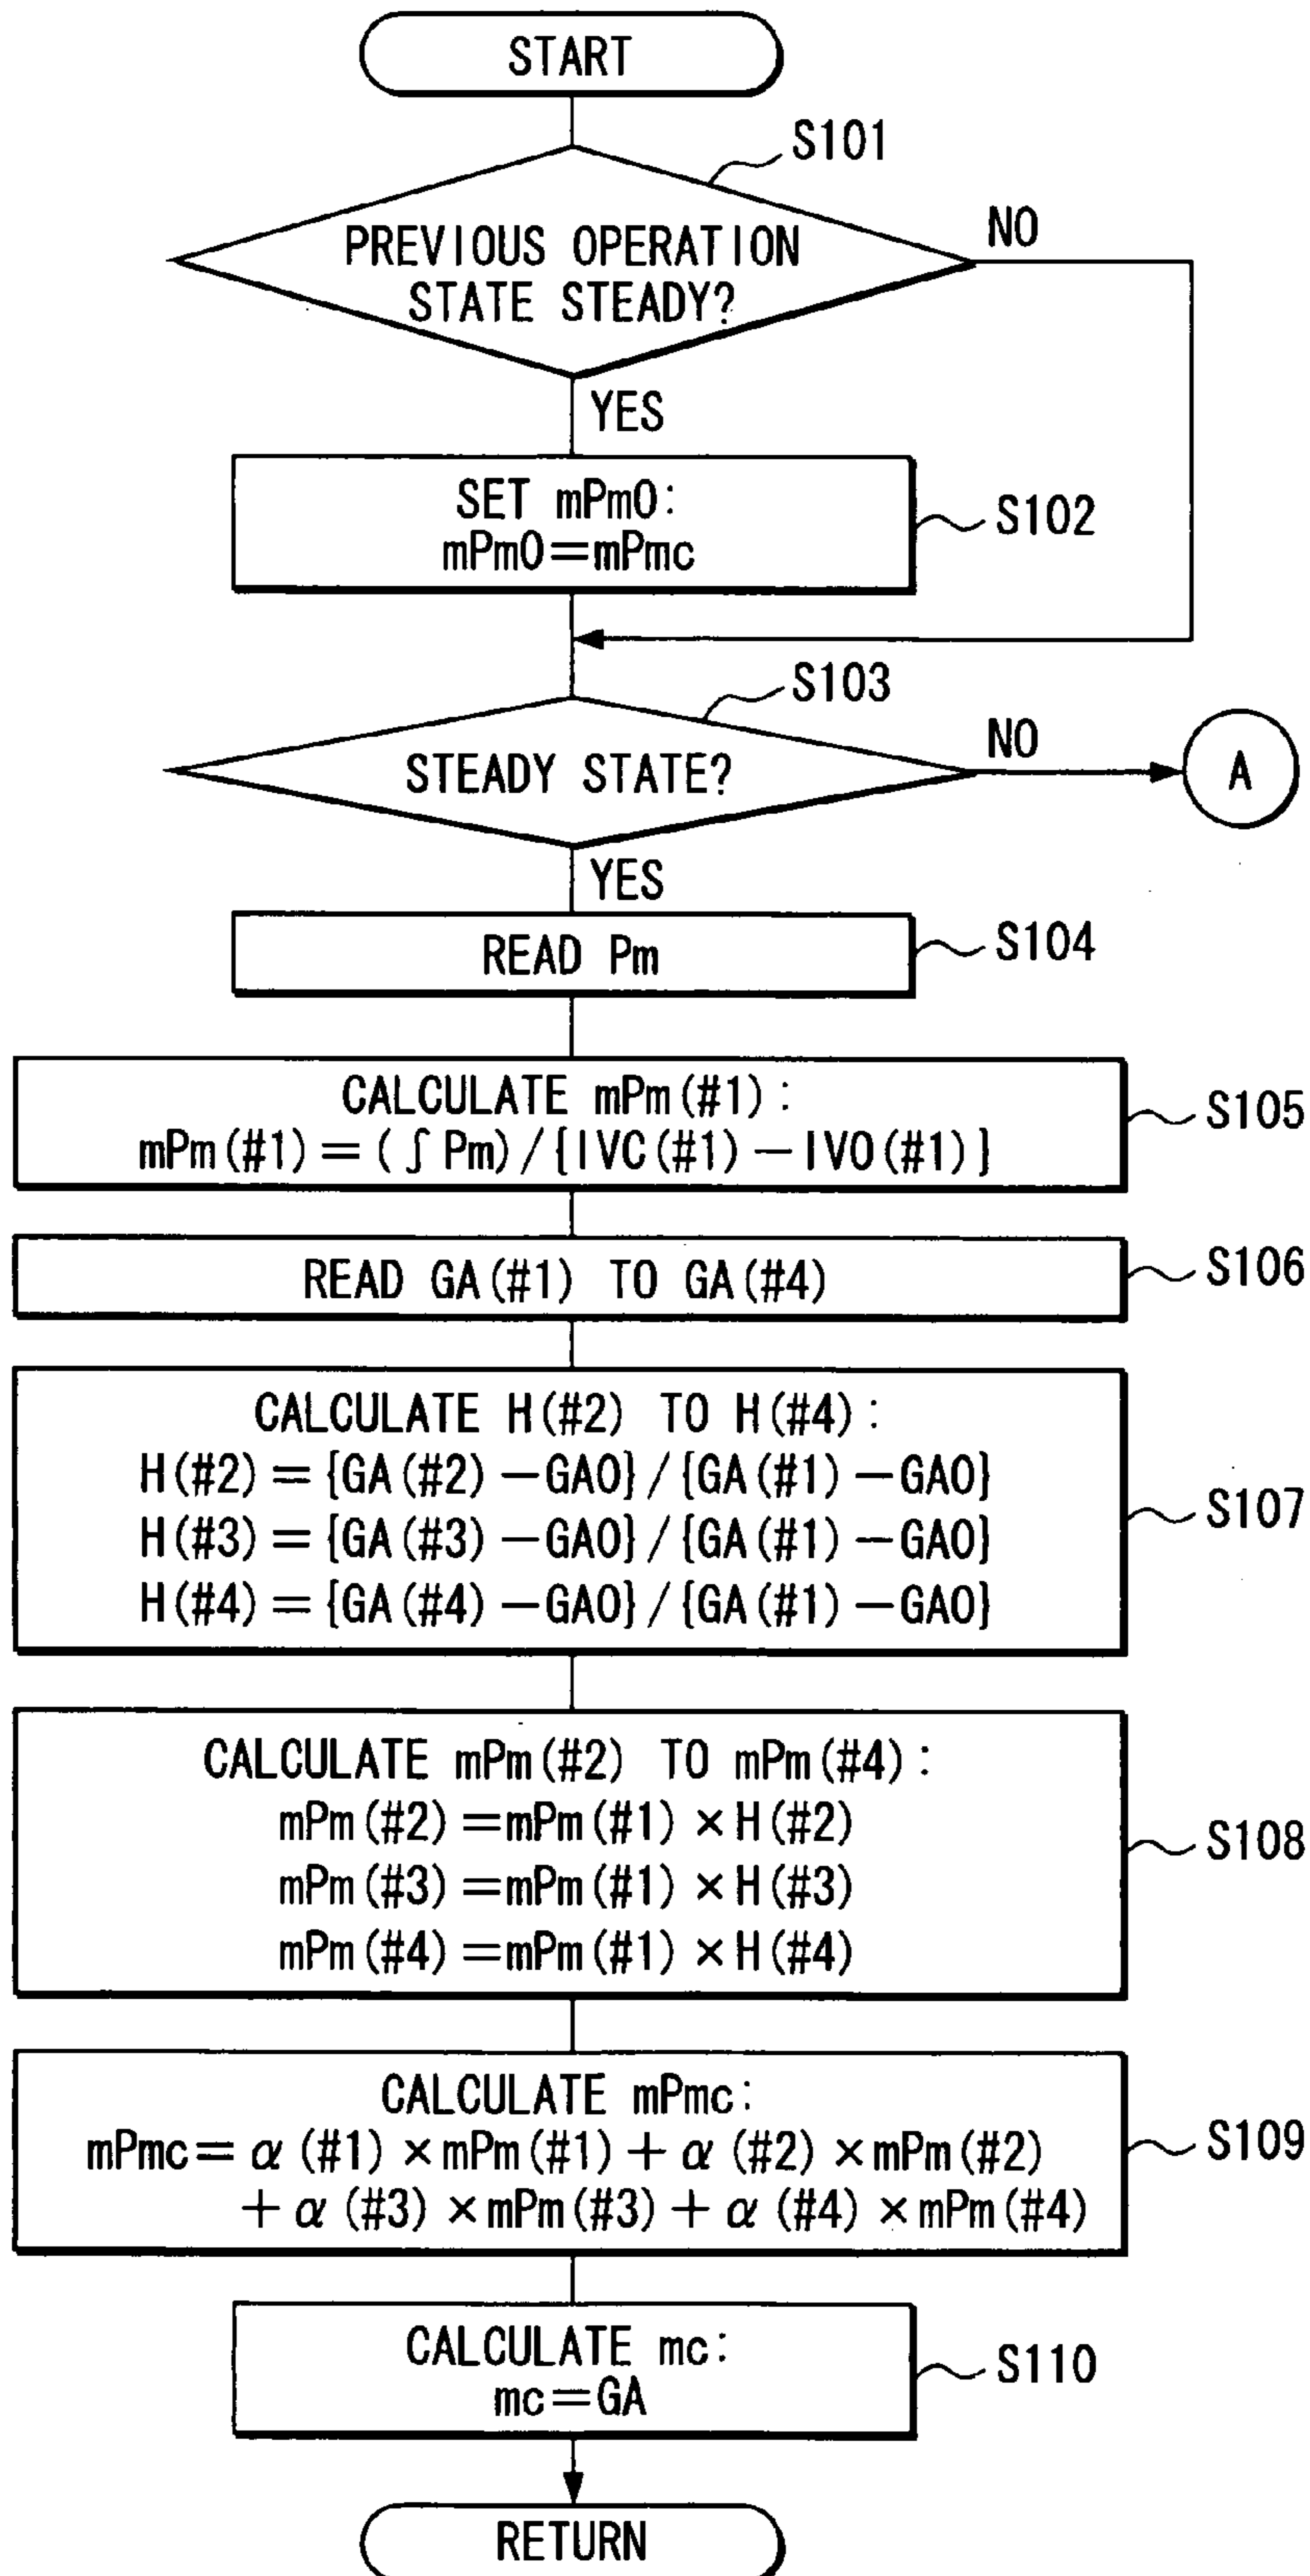 START
S101
PREVIOUS OPERATION
STATE STEADY?
NO
YES
SET mPm0:
mPm0=mPmc
S102
S103
STEADY STATE?
NO
A
YES
READ Pm
S104
CALCULATE mPm(#1):
mPm(#1)=(∫Pm)/{IVC(#1)-IVO(#1)}
S105
READ GA(#1) TO GA(#4)
S106
CALCULATE H(#2) TO H(#4):
H(#2)={GA(#2)-GA0}/{GA(#1)-GA0}
H(#3)={GA(#3)-GA0}/{GA(#1)-GA0}
H(#4)={GA(#4)-GA0}/{GA(#1)-GA0}
S107
CALCULATE mPm(#2) TO mPm(#4):
mPm(#2)=mPm(#1)×H(#2)
mPm(#3)=mPm(#1)×H(#3)
mPm(#4)=mPm(#1)×H(#4)
S108
CALCULATE mPmc:
mPmc=α(#1)×mPm(#1)+α(#2)×mPm(#2)
+α(#3)×mPm(#3)+α(#4)×mPm(#4)
S109
CALCULATE mc:
mc=GA
S110
RETURN